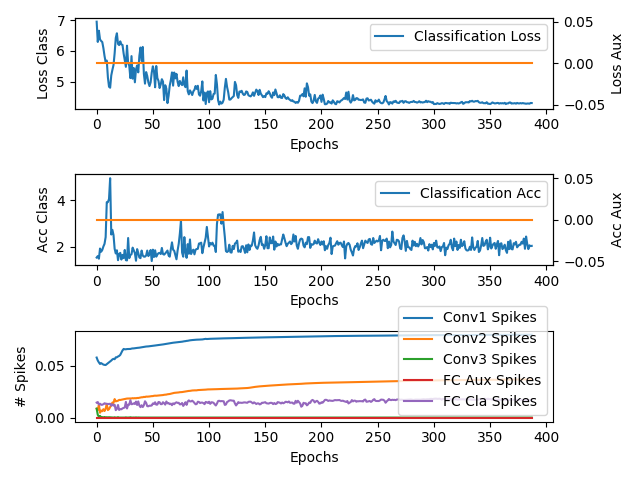 7
6
5
Loss Class
Classification Loss
0.05
0.00
−0.05
Loss Aux
0 50 100 150 200 250 300 350 400
Epochs
4
2
Acc Class
Classification Acc
0.05
0.00
−0.05
Acc Aux
0 50 100 150 200 250 300 350 400
Epochs
0.05
0.00
# Spikes
Conv1 Spikes
Conv2 Spikes
Conv3 Spikes
FC Aux Spikes
FC Cla Spikes
0 50 100 150 200 250 300 350 400
Epochs